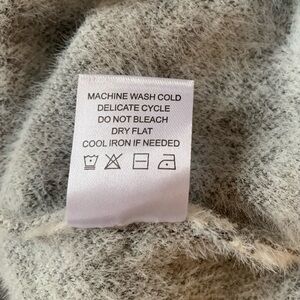 MACHINE WASH COLD
DELICATE CYCLE
DO NOT BLEACH
DRY FLAT
COOL IRON IF NEEDED